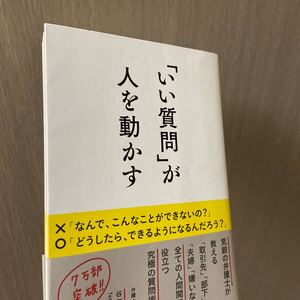 「いい質問」が
人を動かす
×「なんで、こんなことができないの?」
○「どうしたら、できるようになるんだろう?」
気鋭の弁護士が
教える
「取引先」「部下
「夫婦」「嫌いな
全ての人間関
役立つ
究極の質問術
7万部
突破!!
弁護士
谷